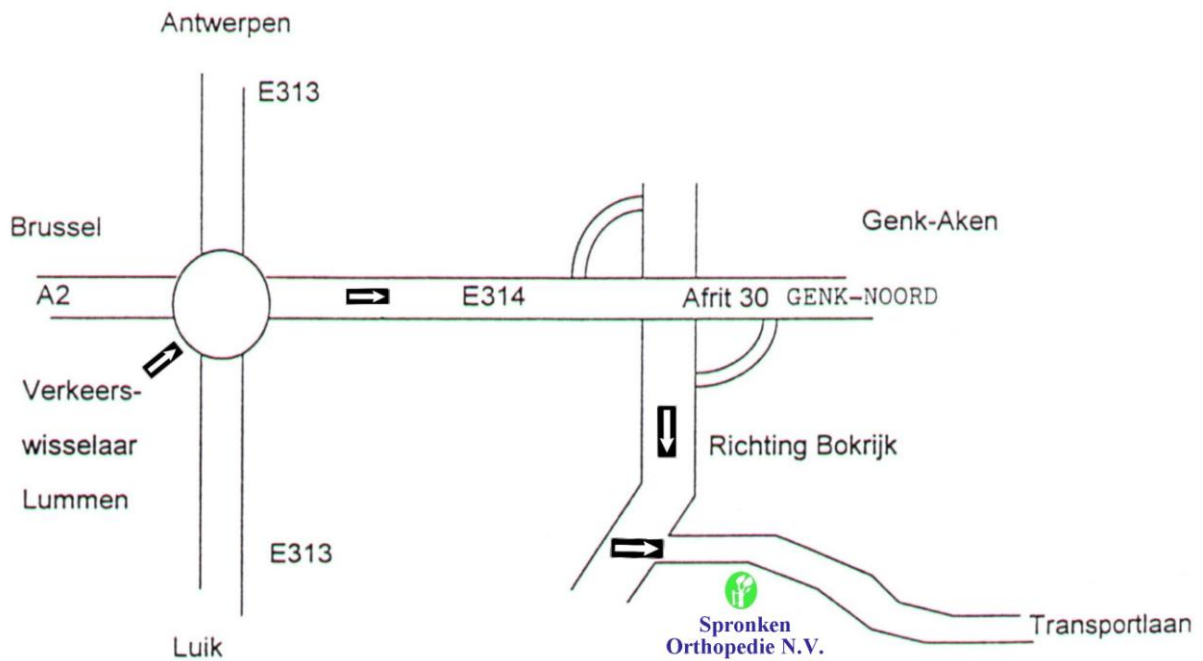 Antwerpen
E313
Brussel
Genk-Aken
A2
E314
Afrit 30 GENK-NOORD
Verkeers-
wisselaar
Lummen
Richting Bokrijk
E313
Spronken
Orthopedie N.V.
Transportlaan
Luik